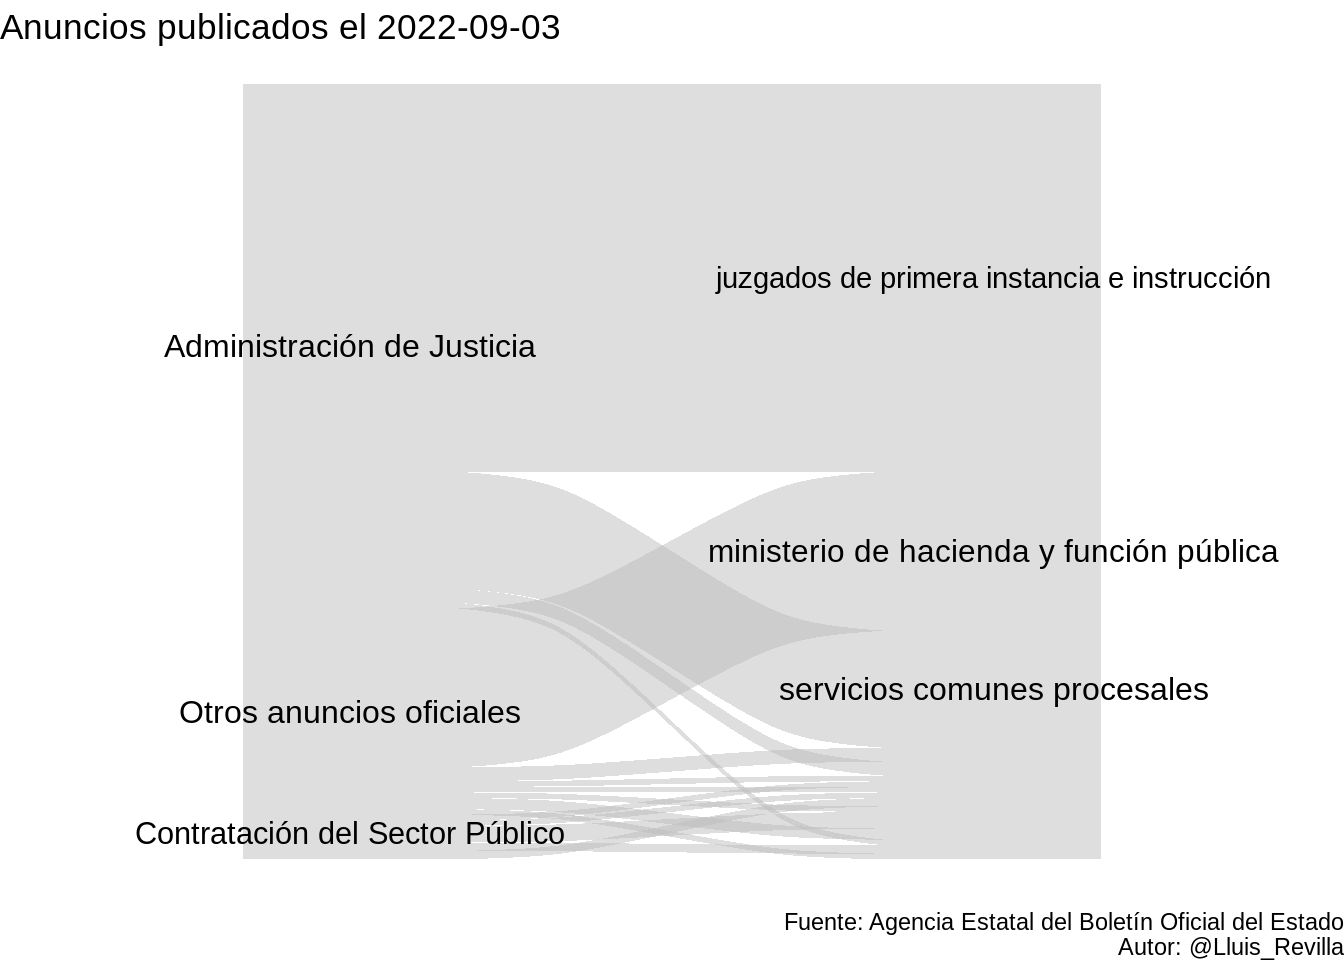 Anuncios publicados el 2022-09-03
juzgados de primera instancia e instrucción
Administración de Justicia
ministerio de hacienda y función pública
servicios comunes procesales
Otros anuncios oficiales
Contratación del Sector Público
Fuente: Agencia Estatal del Boletín Oficial del Estado
Autor: @Lluis_Revilla